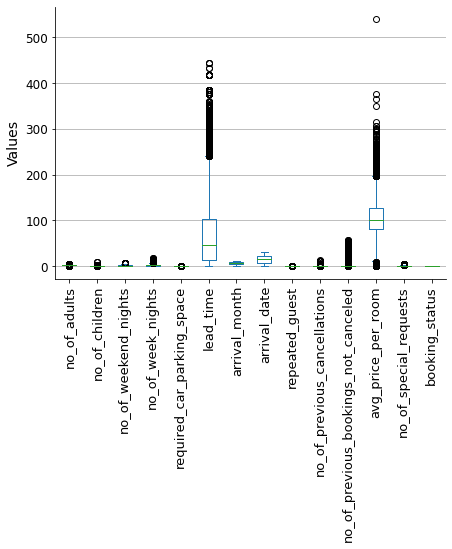 500
400
300
200
100
0
Values
no_of_adults
no_of_children
no_of_weekend_nights
no_of_week_nights
required_car_parking_space
lead_time
arrival_month
arrival_date
repeated_guest
no_of_previous_cancellations
no_of_previous_bookings_not_canceled
avg_price_per_room
no_of_special_requests
booking_status